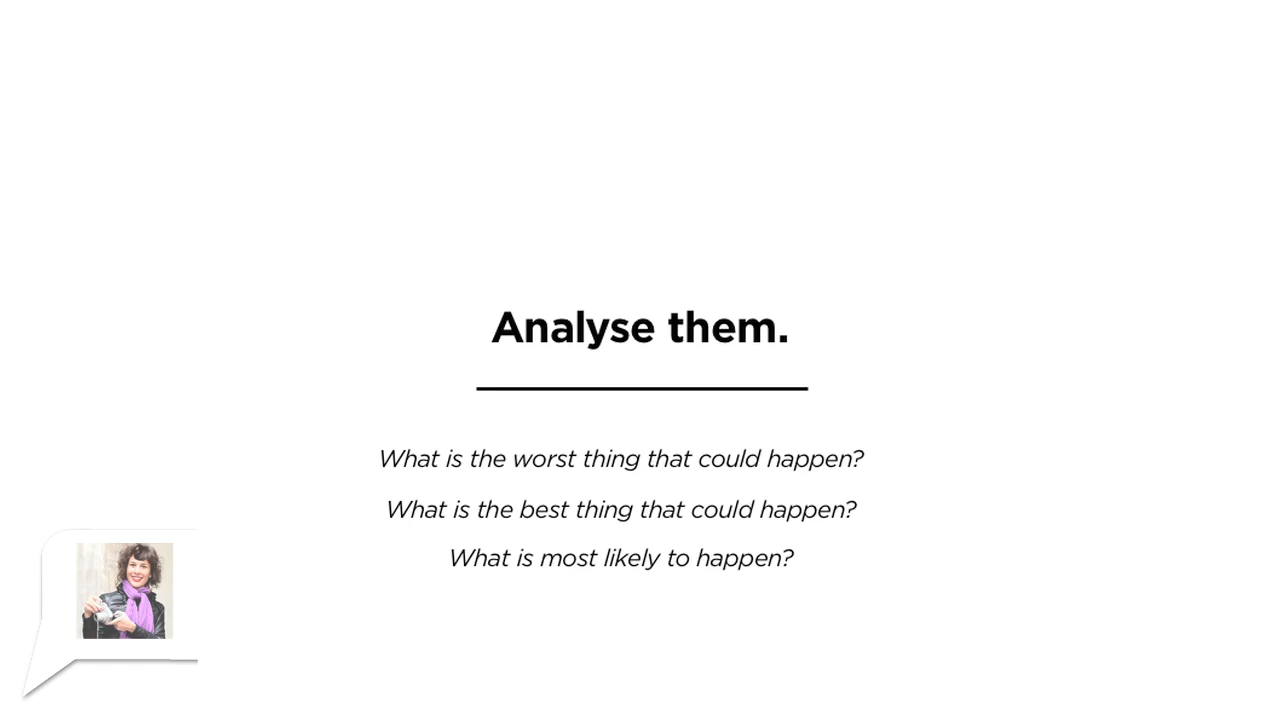 Analyse them.
What is the worst thing that could happen?
What is the best thing that could happen?
What is most likely to happen?